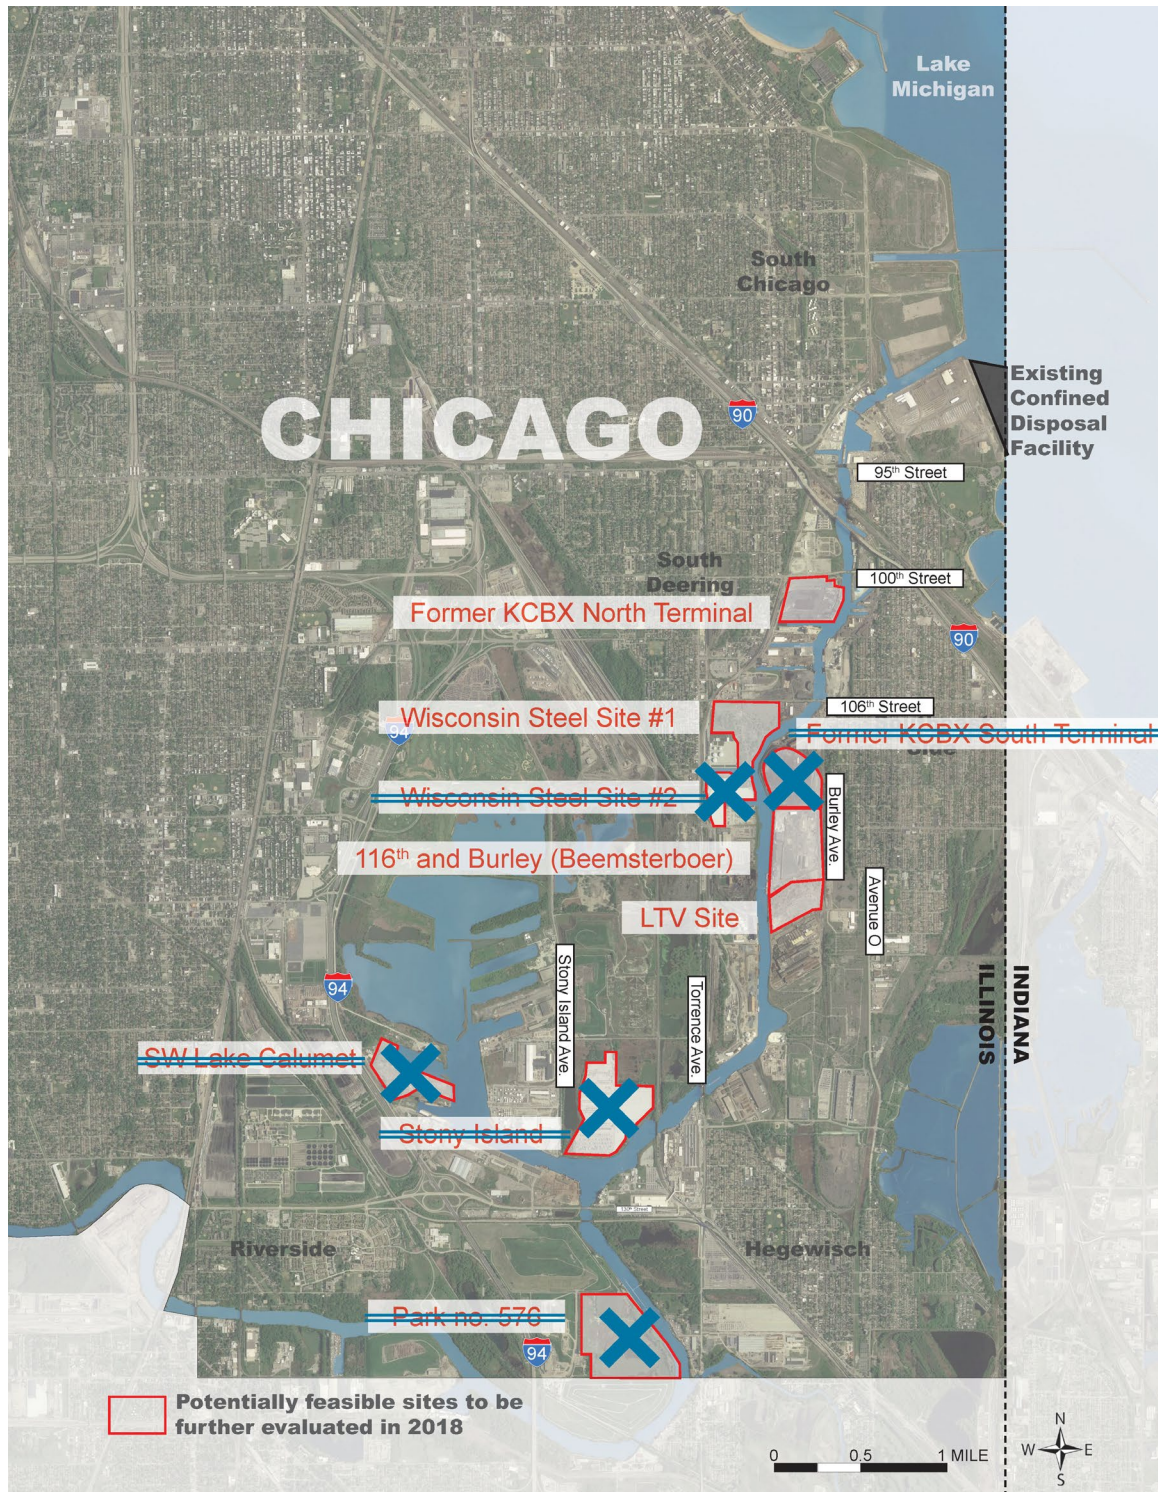 Lake
Michigan
South
Chicago
Existing
Confined
Disposal
Facility
CHICAGO
90
95th Street
South
Deering
100th Street
Former KCBX North Terminal
90
106th Street
Wisconsin Steel Site #1
94
Former KCBX South Terminal
Side
Wisconsin Steel Site #2
Burley Ave.
116th and Burley (Beemsterboer)
Avenue O
LTV Site
Stony Island Ave.
Torrence Ave.
94
ILLINOIS
INDIANA
SW Lake Calumet
Stony Island
Riverside
Hegewisch
Park no. 576
94
Potentially feasible sites to be
further evaluated in 2018
0 0.5 1 MILE
N
W E
S